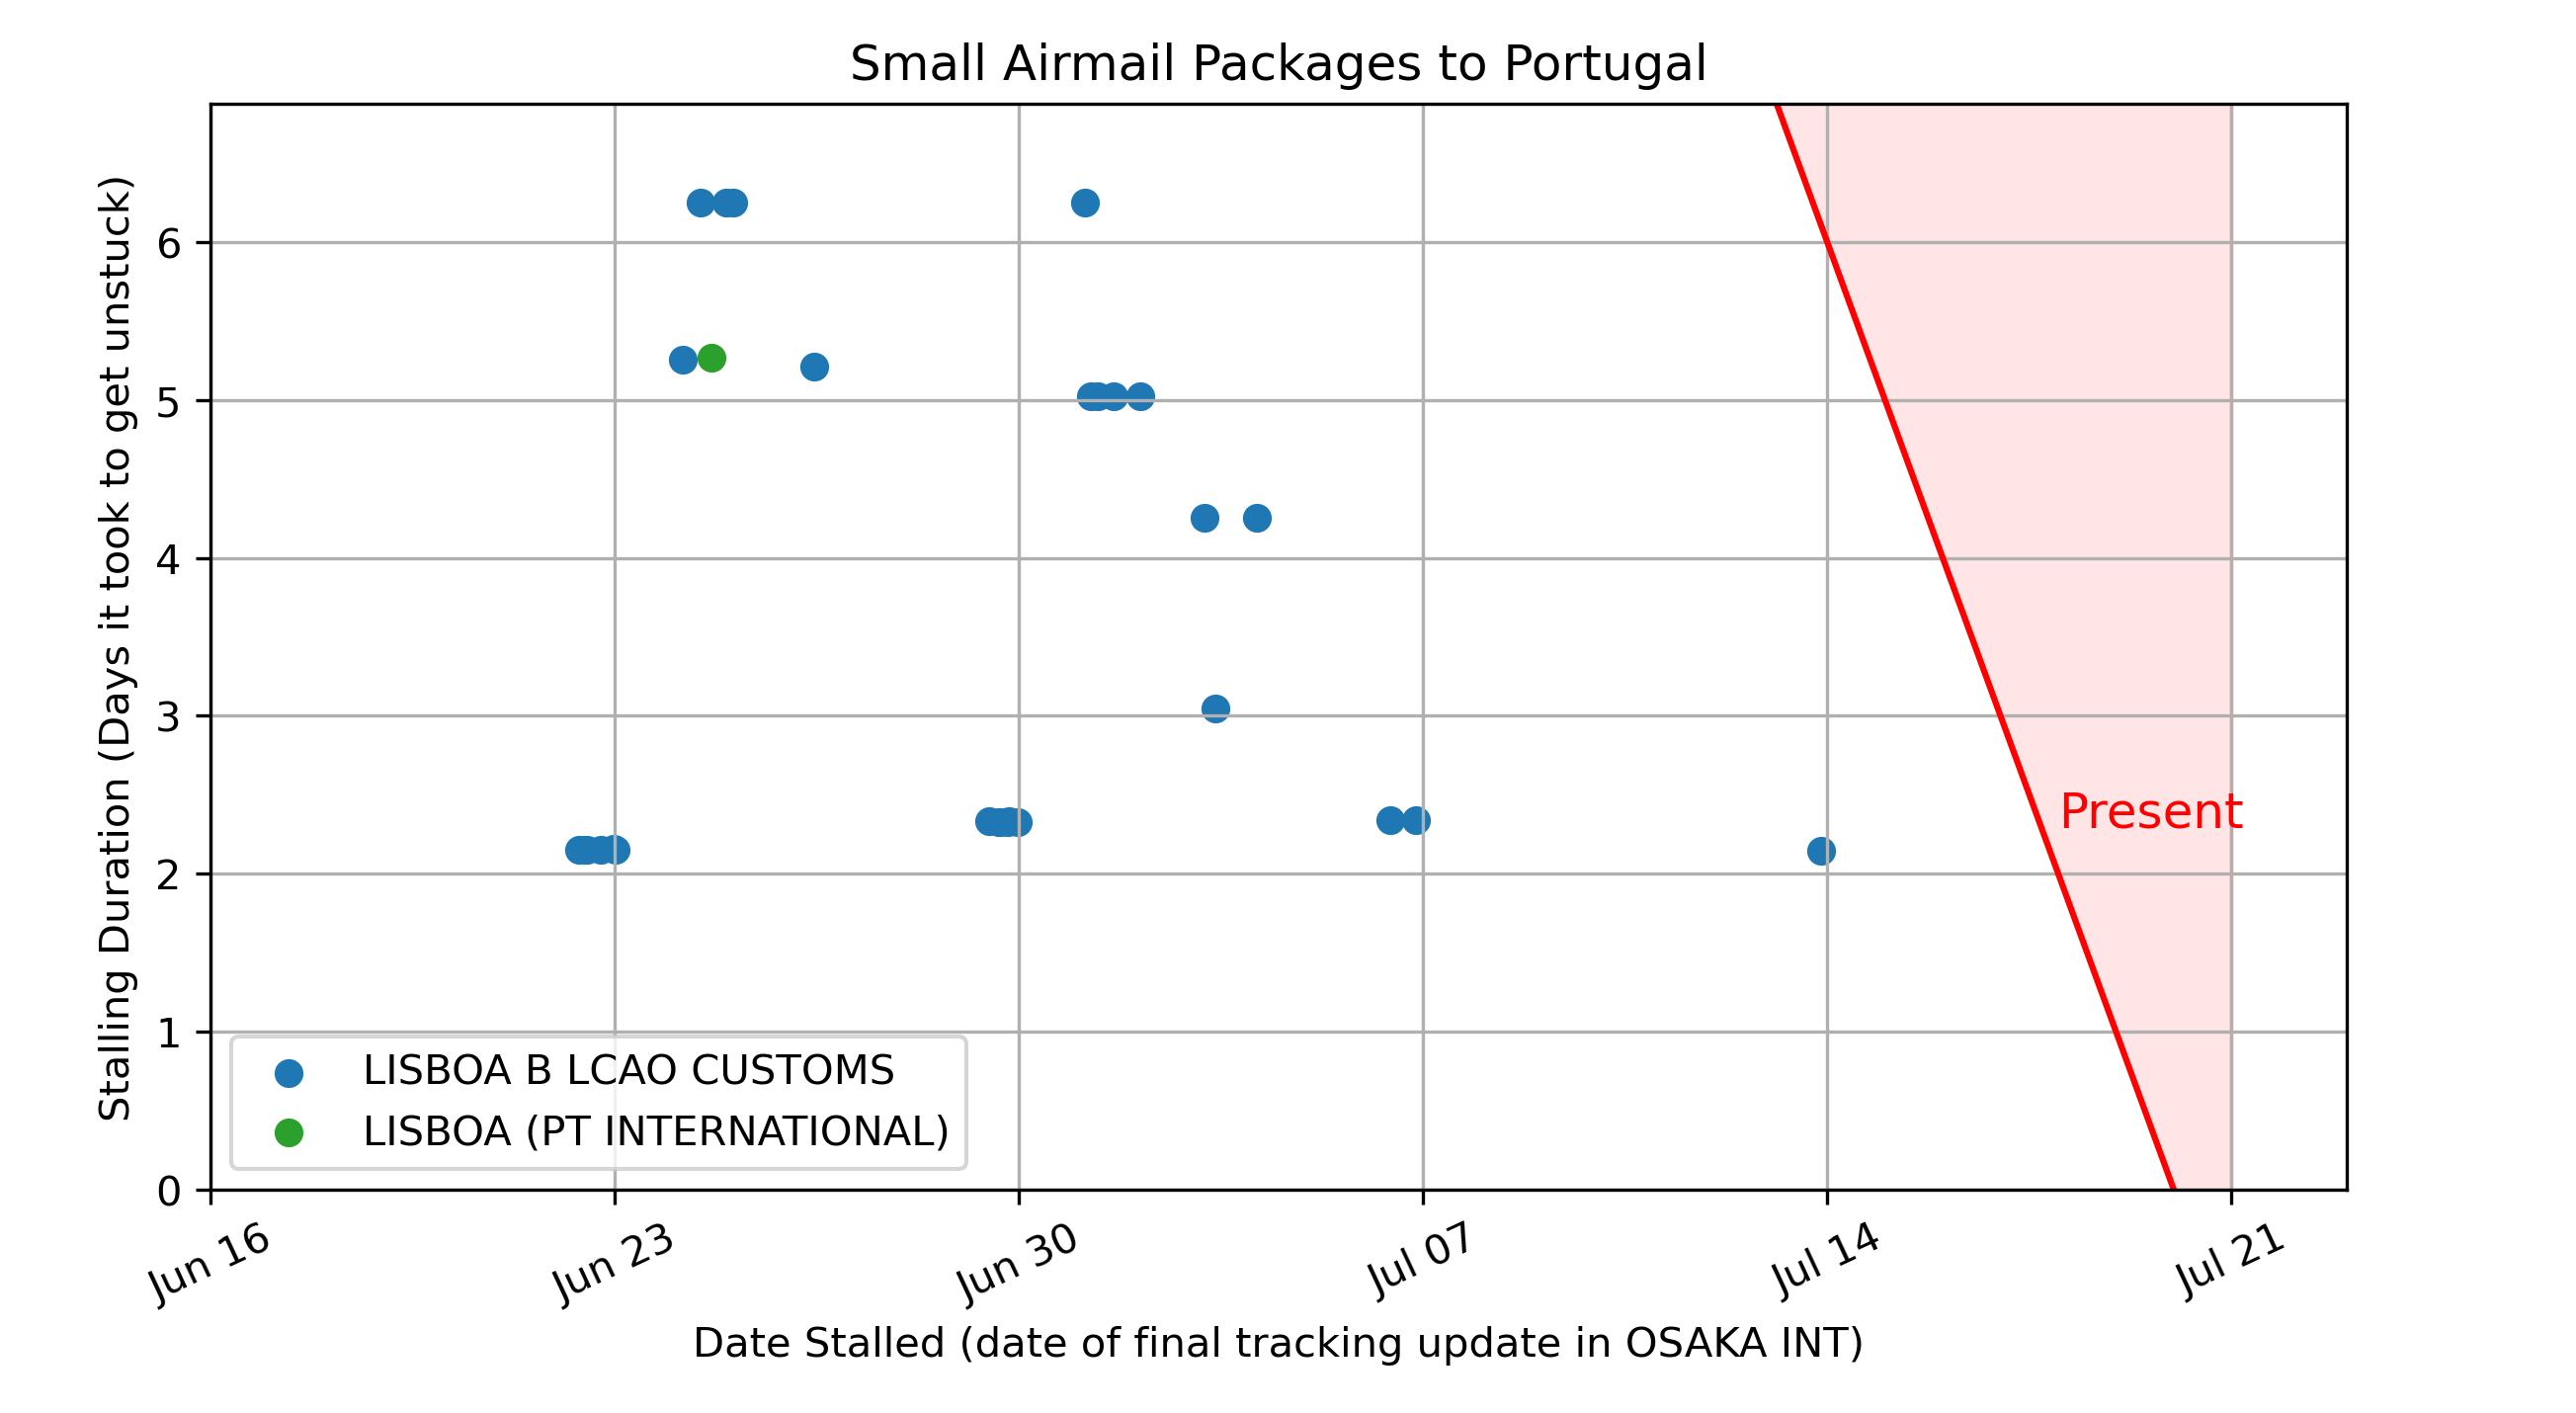 Small Airmail Packages to Portugal
Stalling Duration (Days it took to get unstuck)
6
5
4
3
2
1
0
Present
LISBOA B LCAO CUSTOMS
LISBOA (PT INTERNATIONAL)
Jun 16
Jun 23
Jun 30
Jul 07
Jul 14
Jul 21
Date Stalled (date of final tracking update in OSAKA INT)